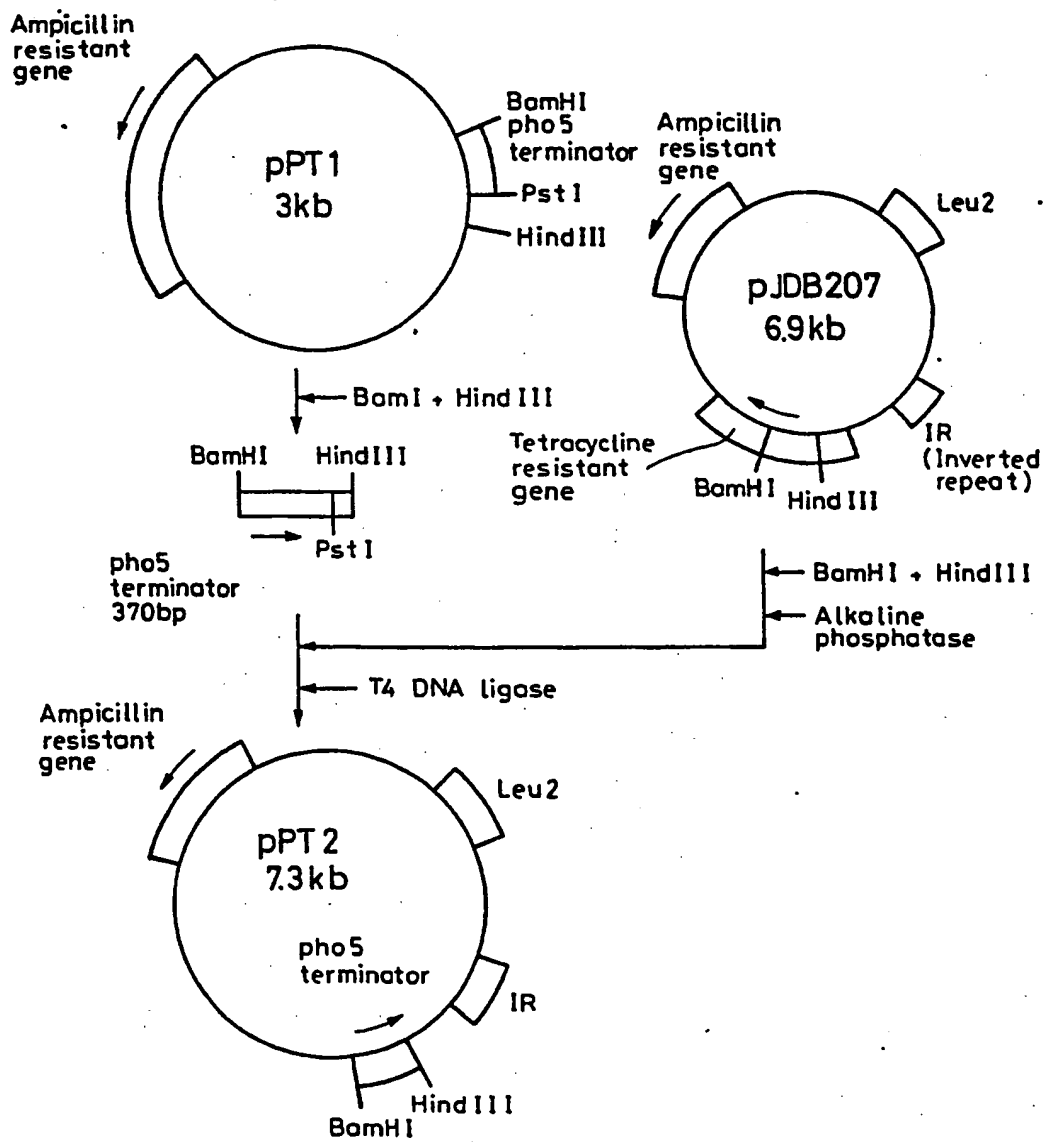 Ampicillin
resistant
gene
pPT1
3kb
BamHI
pho5
terminator
PstI
HindIII
Ampicillin
resistant
gene
Leu2
pJDB207
6.9kb
IR
(Inverted
repeat)
Tetracycline
resistant
gene
BamHI
HindIII
BamI + HindIII
BamHI
HindIII
PstI
pho5
terminator
370bp
BamHI + HindIII
Alkaline
phosphatase
T4 DNA ligase
Ampicillin
resistant
gene
Leu2
pPT2
7.3kb
pho5
terminator
IR
HindIII
BamHI